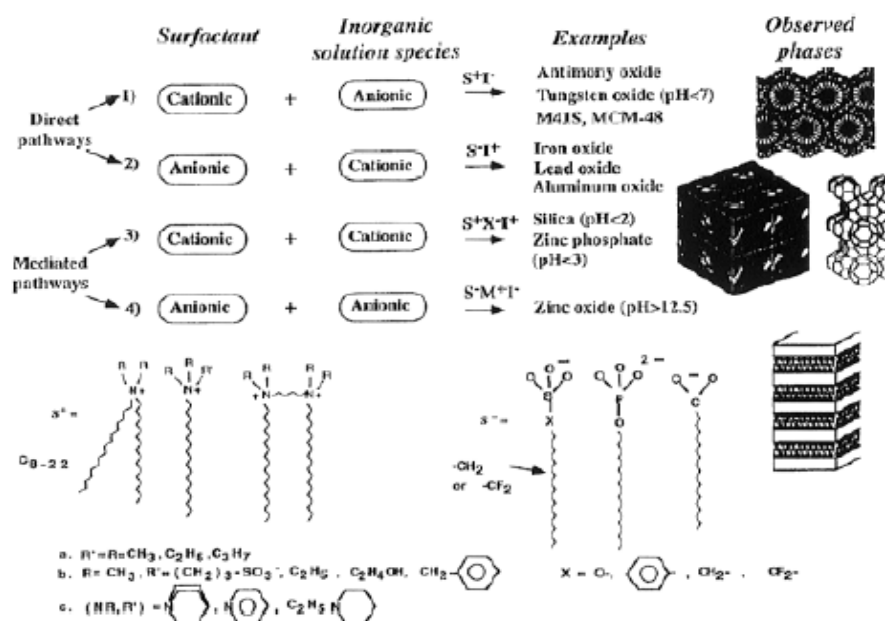 Surfactant
Inorganic solution species
Examples
Observed phases
Direct pathways
1) Cationic + Anionic S⁺I⁻ Antimony oxide
Tungsten oxide (pH<7)
M41S, MCM-48
2) Anionic + Cationic S⁻I⁺ Iron oxide
Lead oxide
Aluminum oxide
Mediated pathways
3) Cationic + Cationic S⁺X⁻I⁺ Silica (pH<2)
Zinc phosphate
(pH<3)
4) Anionic + Anionic S⁻M⁺I⁻ Zinc oxide (pH>12.5)
R R R R R' R R R R
N+ N+ +N N+
S⁺ =
C8-22
O O O − O O O 2− O O −
S P C
X O
S⁻ =
-CH₂
or -CF₂
a. R'=R=CH₃, C₂H₅, C₃H₇
b. R= CH₃, R'= (CH₂)₃-SO₃⁻, C₂H₅, C₂H₄OH, CH₂-
X = O-, , CH₂-, CF₂-
c. (NR,R') = N , N , C₂H₅ N